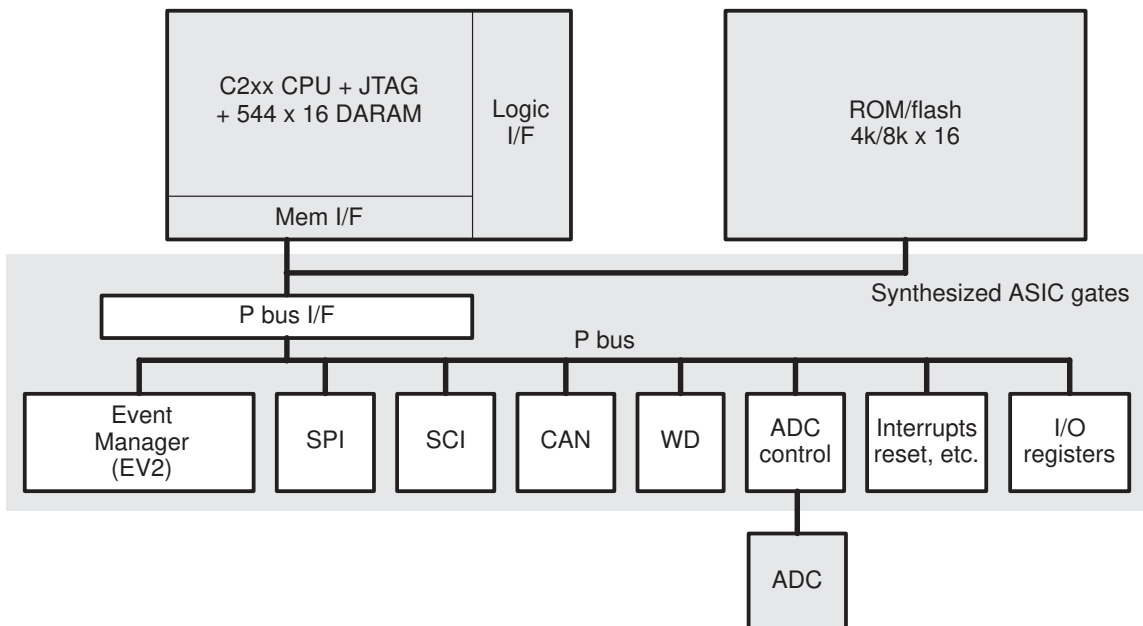 C2xx CPU + JTAG
+ 544 x 16 DARAM
Logic
I/F
Mem I/F
ROM/flash
4k/8k x 16
Synthesized ASIC gates
P bus I/F
P bus
Event
Manager
(EV2)
SPI
SCI
CAN
WD
ADC
control
Interrupts
reset, etc.
I/O
registers
ADC